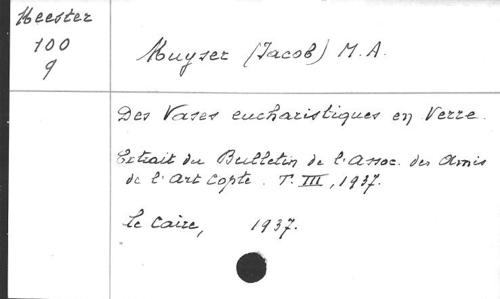 Meester
100
9
Muyser (Jacob) M.A.
Des Vases eucharistiques en Verre.
Extrait du Bulletin de l'Assoc. des Amis
de l'Art Copte. T. III, 1937.
Le Caire, 1937.